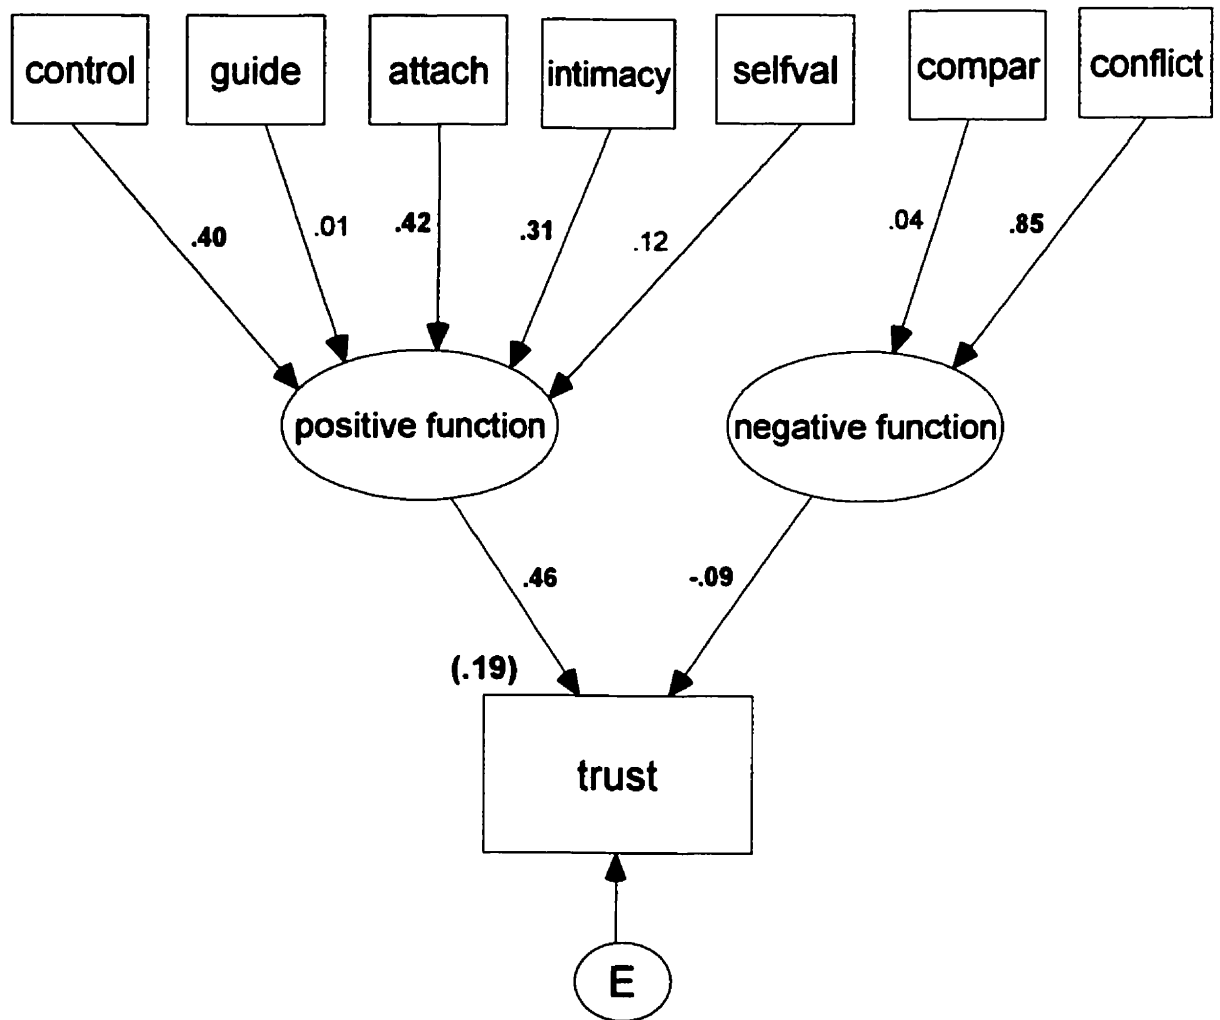 control guide attach intimacy selfval compar conflict
.40 .01 .42 .31 .12 .04 .85
positive function negative function
.46 -.09
(.19)
trust
E